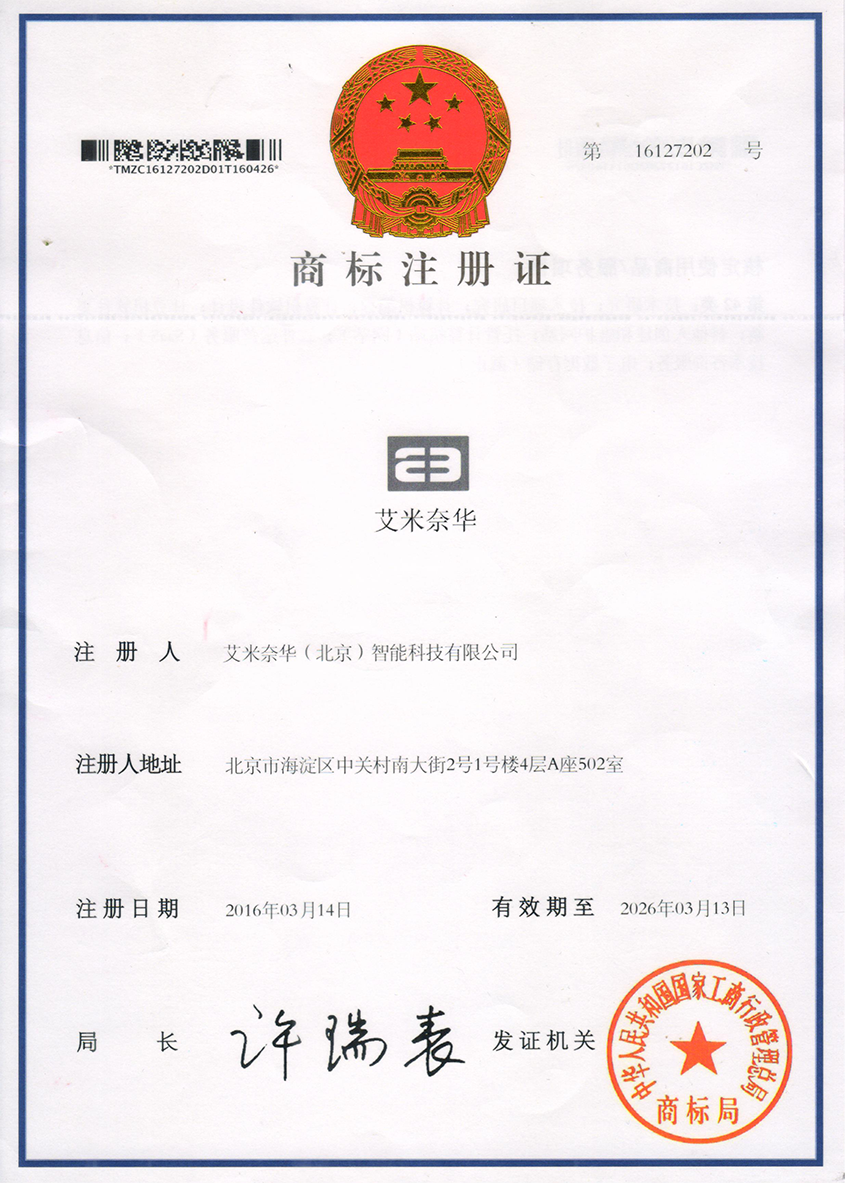 *TMZC16127202D01T160426*
第 16127202 号
商标注册证
艾米奈华
注册人 艾米奈华（北京）智能科技有限公司
注册人地址 北京市海淀区中关村南大街2号1号楼4层A座502室
注册日期 2016年03月14日 有效期至 2026年03月13日
局长 许瑞表 发证机关
中华人民共和国国家工商行政管理总局
商标局